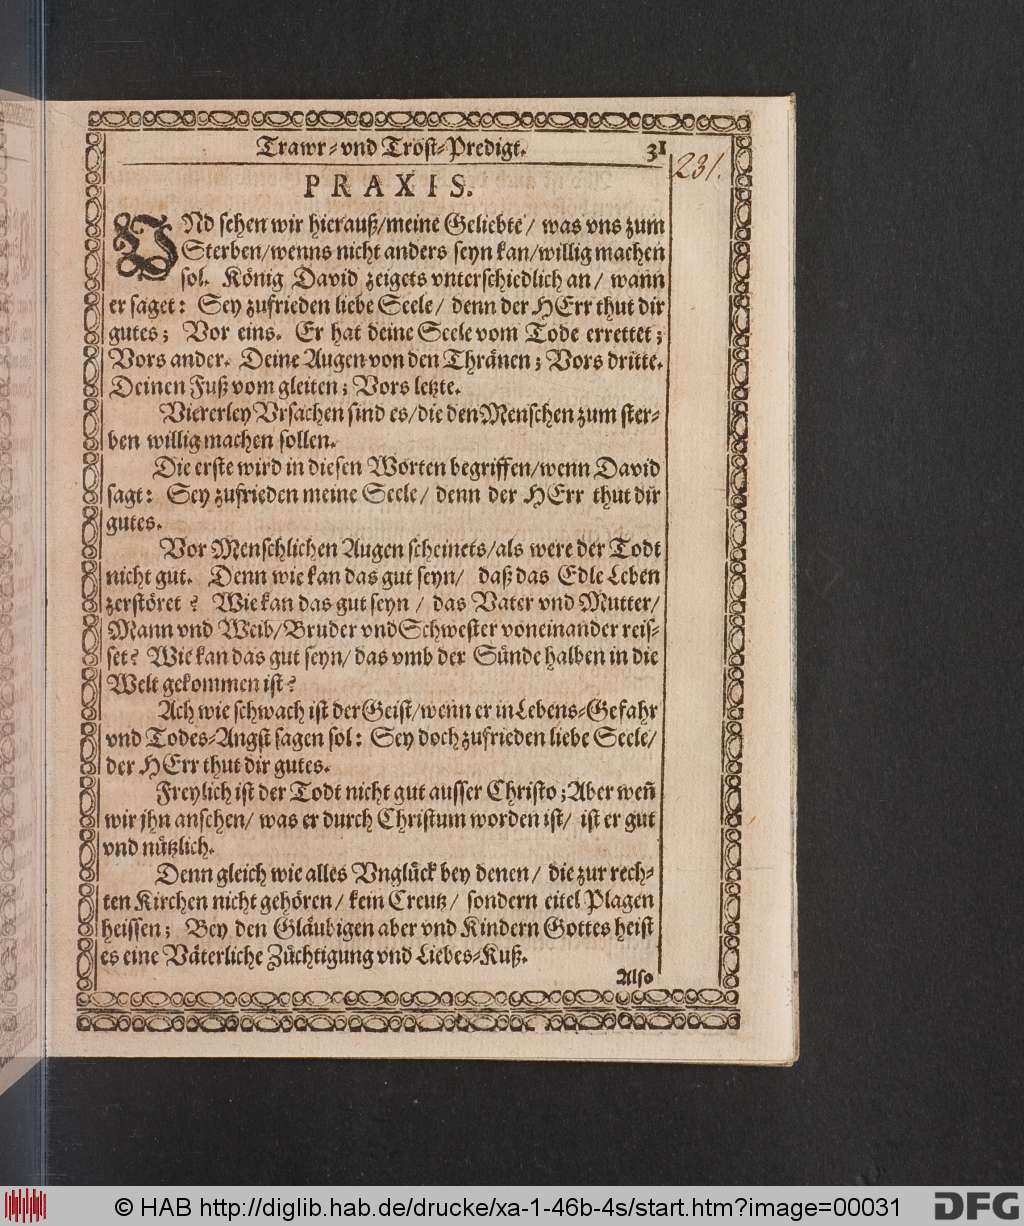 Trawr- vnd Trost-Predigt. 31
231.
PRAXIS.
VNd sehen wir hierauß/meine Geliebte/ was vns zum
Sterben/wenns nicht anders seyn kan/willig machen
sol. König David zeigets vnterschiedlich an/ wann
er saget: Sey zufrieden liebe Seele/ denn der HErr thut dir
gutes; Vor eins. Er hat deine Seele vom Tode errettet;
Vors ander. Deine Augen von den Thränen; Vors dritte.
Deinen Fuß vom gleiten; Vors letzte.
Viererley Vrsachen sind es/die den Menschen zum ster-
ben willig machen sollen.
Die erste wird in diesen Worten begriffen/wenn David
sagt: Sey zufrieden meine Seele/ denn der HErr thut dir
gutes.
Vor Menschlichen Augen scheinets/als were der Todt
nicht gut. Denn wie kan das gut seyn/ daß das Edle Leben
zerstöret? Wie kan das gut seyn/ das Vater vnd Mutter/
Mann vnd Weib/Bruder vnd Schwester voneinander reis-
set? Wie kan das gut seyn/das vmb der Sünde halben in die
Welt gekommen ist?
Ach wie schwach ist der Geist/wenn er in Lebens-Gefahr
vnd Todes-Angst sagen sol: Sey doch zufrieden liebe Seele/
der HErr thut dir gutes.
Freylich ist der Todt nicht gut ausser Christo; Aber weñ
wir jhn ansehen/ was er durch Christum worden ist/ ist er gut
vnd nützlich.
Denn gleich wie alles Vnglück bey denen/ die zur rech-
ten Kirchen nicht gehören/ kein Creutz/ sondern eitel Plagen
heissen; Bey den Gläubigen aber vnd Kindern Gottes heist
es eine Väterliche Züchtigung vnd Liebes-Kuß.
Also
© HAB http://diglib.hab.de/drucke/xa-1-46b-4s/start.htm?image=00031
DFG